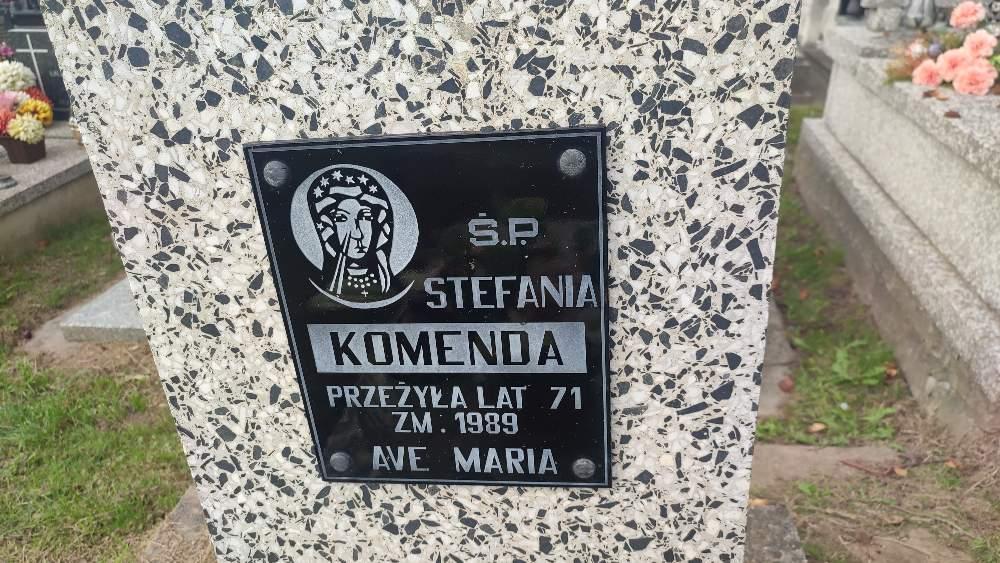 Ś.P.
STEFANIA
KOMENDA
PRZEŻYŁA LAT 71
ZM. 1989
AVE MARIA